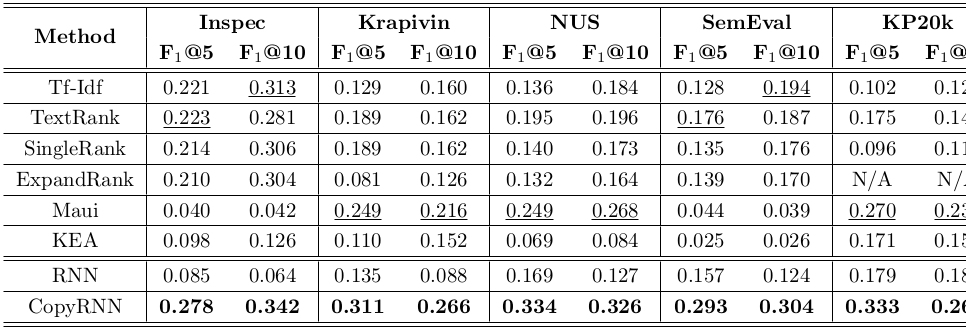 Method Inspec Krapivin NUS SemEval KP20k
F1@5 F1@10 F1@5 F1@10 F1@5 F1@10 F1@5 F1@10 F1@5
Tf-Idf 0.221 0.313 0.129 0.160 0.136 0.184 0.128 0.194 0.102
TextRank 0.223 0.281 0.189 0.162 0.195 0.196 0.176 0.187 0.175
SingleRank 0.214 0.306 0.189 0.162 0.140 0.173 0.135 0.176 0.096
ExpandRank 0.210 0.304 0.081 0.126 0.132 0.164 0.139 0.170 N/A
Maui 0.040 0.042 0.249 0.216 0.249 0.268 0.044 0.039 0.270
KEA 0.098 0.126 0.110 0.152 0.069 0.084 0.025 0.026 0.171
RNN 0.085 0.064 0.135 0.088 0.169 0.127 0.157 0.124 0.179
CopyRNN 0.278 0.342 0.311 0.266 0.334 0.326 0.293 0.304 0.333